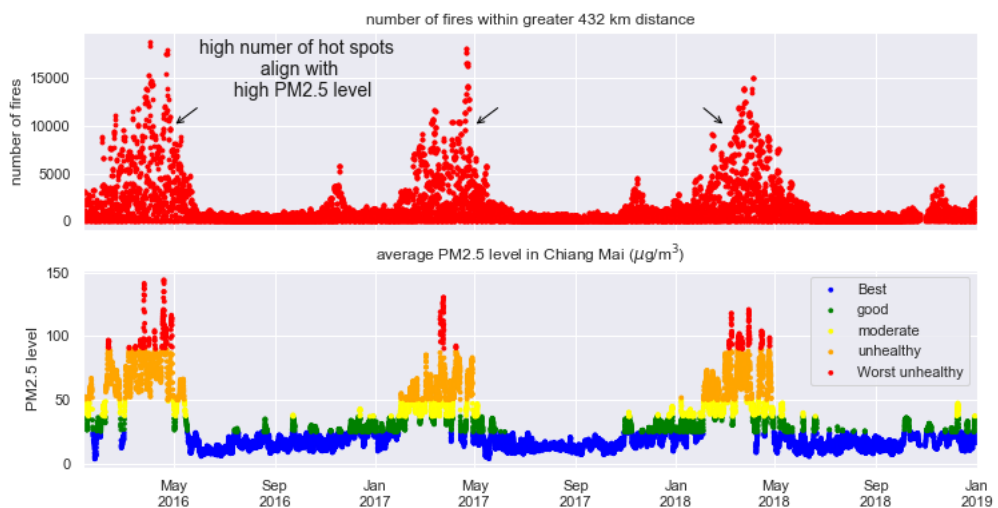 number of fires within greater 432 km distance
high numer of hot spots
align with
high PM2.5 level
number of fires
15000
10000
5000
0
average PM2.5 level in Chiang Mai (μg/m³)
PM2.5 level
150
100
50
0
Best
good
moderate
unhealthy
Worst unhealthy
May
2016
Sep
2016
Jan
2017
May
2017
Sep
2017
Jan
2018
May
2018
Sep
2018
Jan
2019